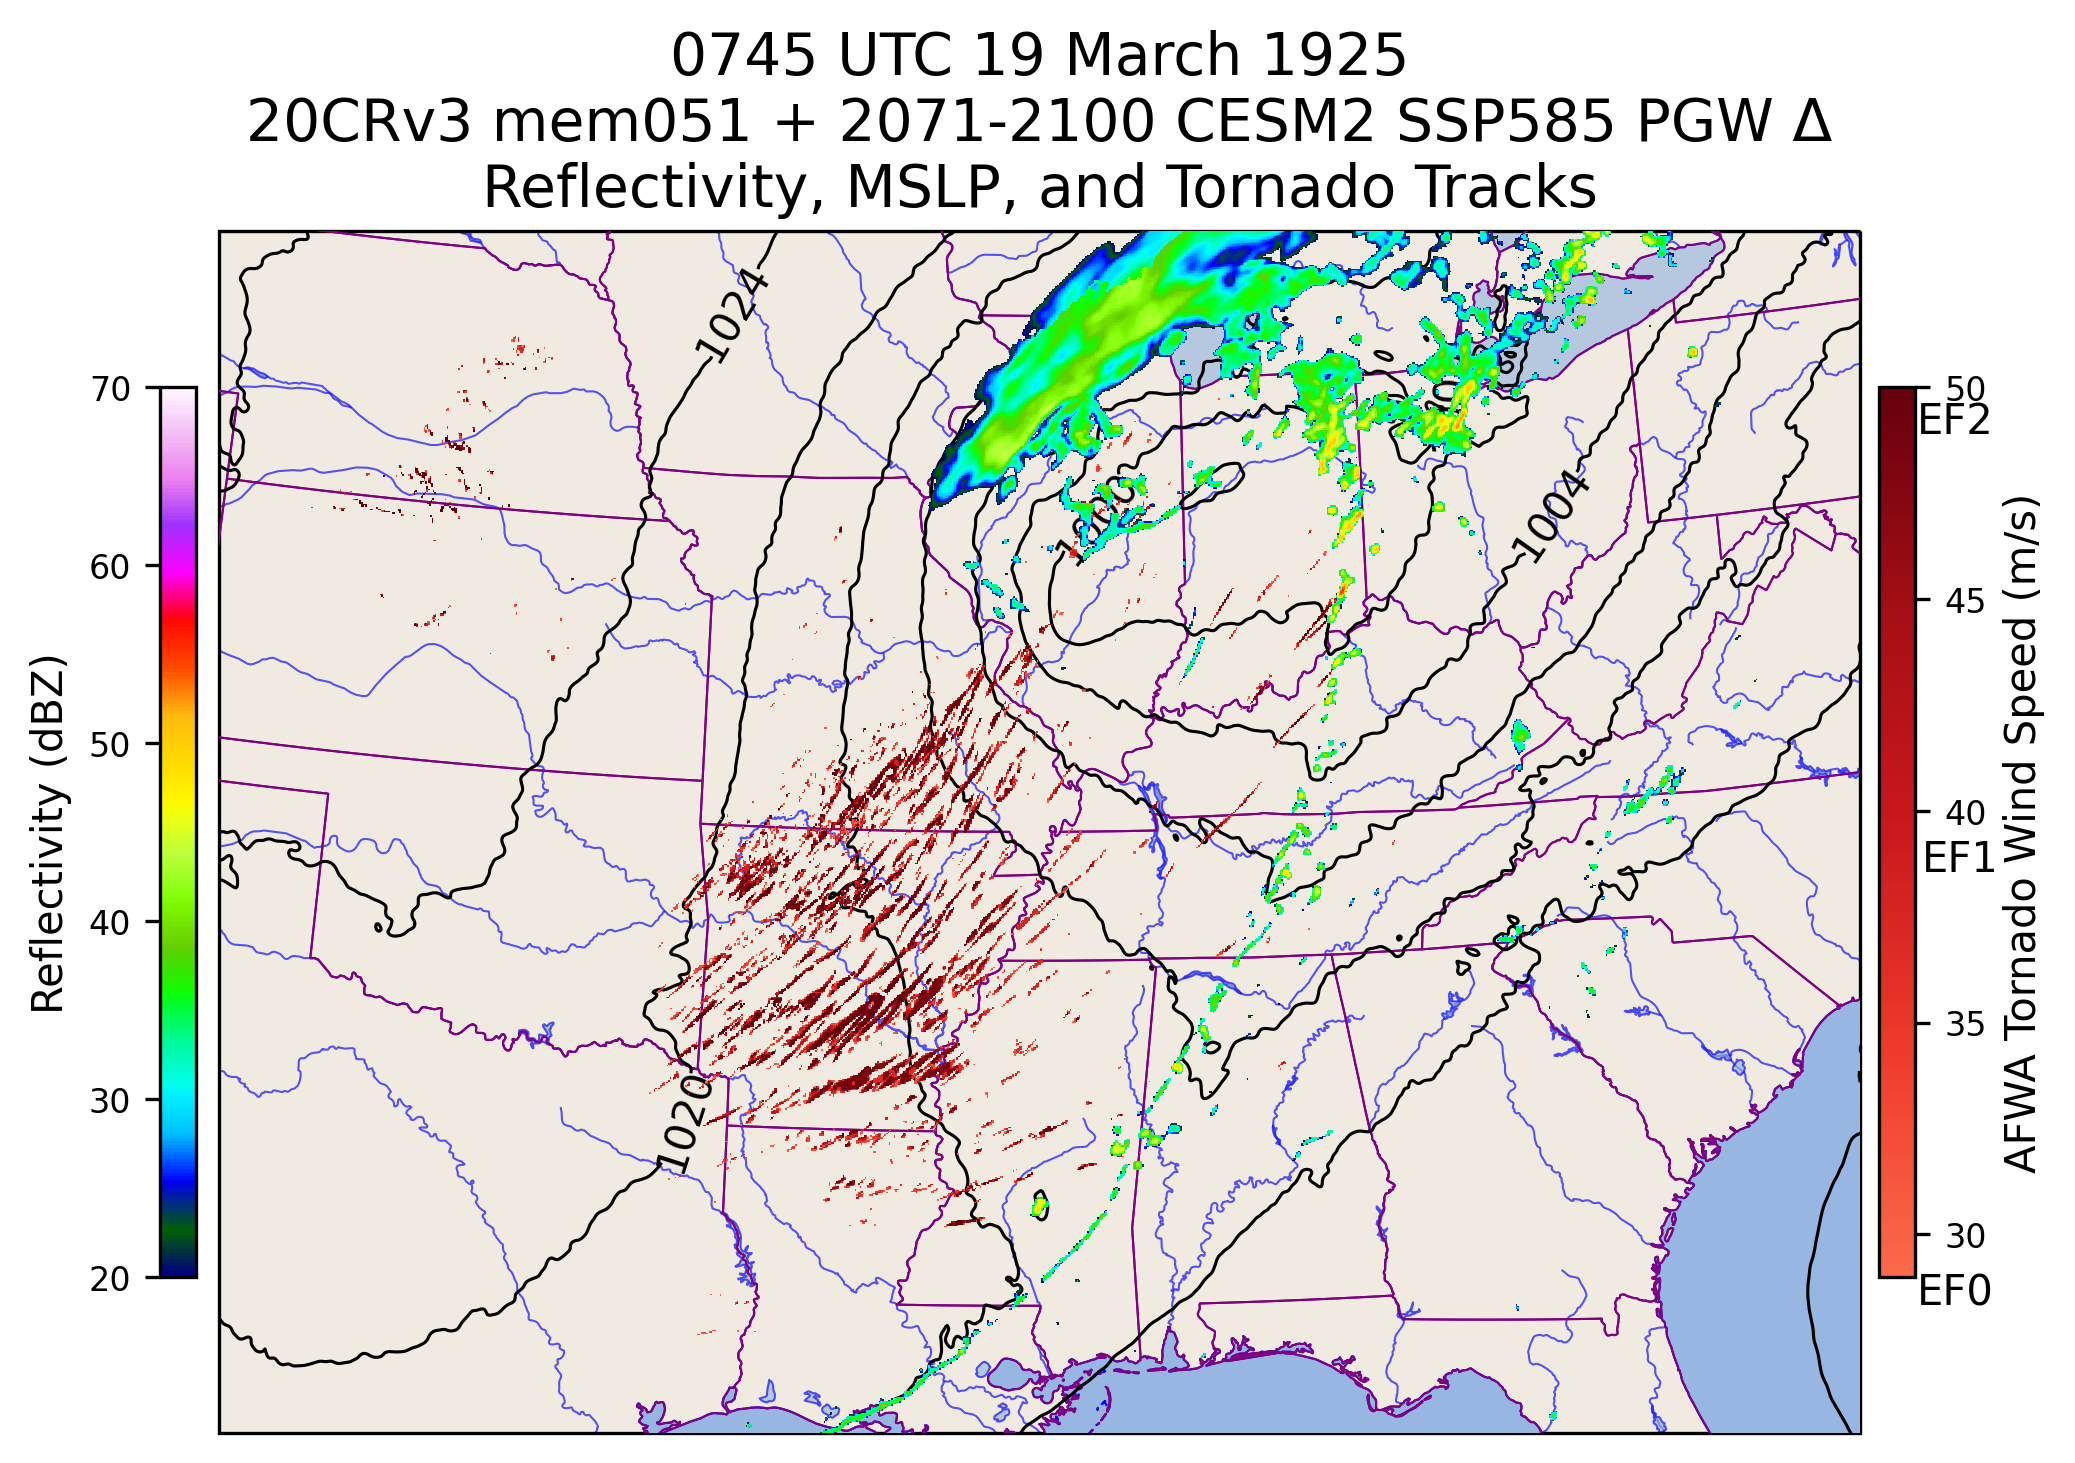 0745 UTC 19 March 1925
20CRv3 mem051 + 2071-2100 CESM2 SSP585 PGW Δ
Reflectivity, MSLP, and Tornado Tracks
1024
1004
1000
1020
70
60
50
40
30
20
Reflectivity (dBZ)
50
EF2
45
40
EF1
35
30
EF0
AFWA Tornado Wind Speed (m/s)